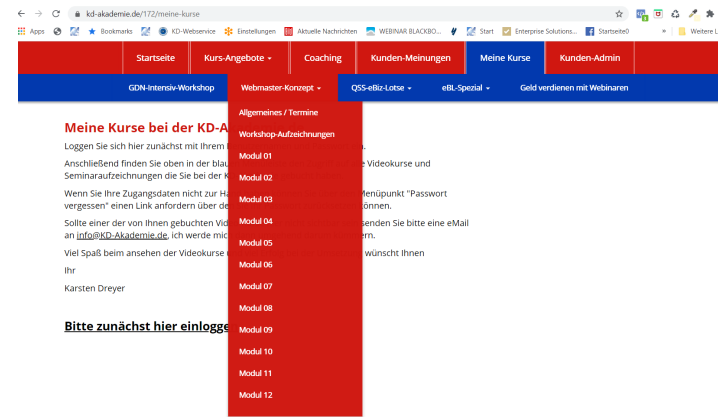 kd-akademie.de/172/meine-kurse
Apps Bookmarks KD-Webservice Einstellungen Aktuelle Nachrichten WEBINAR BLACKBO... Start Enterprise Solutions... Startseite0 » Weitere L
Startseite Kurs-Angebote Coaching Kunden-Meinungen Meine Kurse Kunden-Admin
GDN-Intensiv-Workshop Webmaster-Konzept QSS-eBiz-Lotse eBL-Spezial Geld verdienen mit Webinaren
Allgemeines / Termine
Workshop-Aufzeichnungen
Modul 01
Modul 02
Modul 03
Modul 04
Modul 05
Modul 06
Modul 07
Modul 08
Modul 09
Modul 10
Modul 11
Modul 12
Meine Kurse bei der KD-A
Loggen Sie sich hier zunächst mit Ihrem
Anschließend finden Sie oben in der blau Videokurse und
Seminaraufzeichnungen die Sie bei der K
Wenn Sie Ihre Zugangsdaten nicht zur Ha Menüpunkt "Passwort
vergessen" einen Link anfordern über de können.
Sollte einer der von Ihnen gebuchten Vid senden Sie bitte eine eMail
an info@KD-Akademie.de, ich werde mic
Viel Spaß beim ansehen der Videokurse wünscht Ihnen
Ihr
Karsten Dreyer
Bitte zunächst hier einlogge